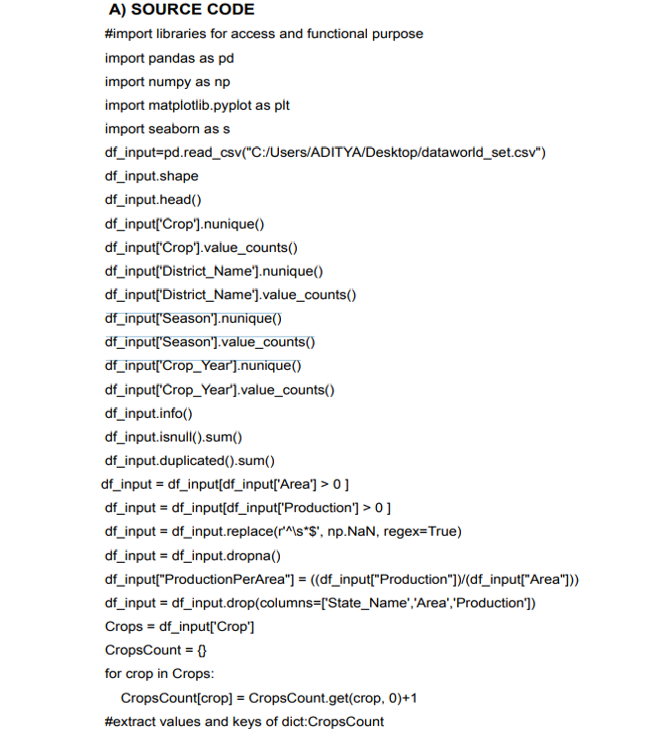 A) SOURCE CODE
#import libraries for access and functional purpose
import pandas as pd
import numpy as np
import matplotlib.pyplot as plt
import seaborn as s
df_input=pd.read_csv("C:/Users/ADITYA/Desktop/dataworld_set.csv")
df_input.shape
df_input.head()
df_input['Crop'].nunique()
df_input['Crop'].value_counts()
df_input['District_Name'].nunique()
df_input['District_Name'].value_counts()
df_input['Season'].nunique()
df_input['Season'].value_counts()
df_input['Crop_Year'].nunique()
df_input['Crop_Year'].value_counts()
df_input.info()
df_input.isnull().sum()
df_input.duplicated().sum()
df_input = df_input[df_input['Area'] > 0 ]
df_input = df_input[df_input['Production'] > 0 ]
df_input = df_input.replace(r'^\s*$', np.NaN, regex=True)
df_input = df_input.dropna()
df_input["ProductionPerArea"] = ((df_input["Production"])/(df_input["Area"]))
df_input = df_input.drop(columns=['State_Name','Area','Production'])
Crops = df_input['Crop']
CropsCount = {}
for crop in Crops:
CropsCount[crop] = CropsCount.get(crop, 0)+1
#extract values and keys of dict:CropsCount